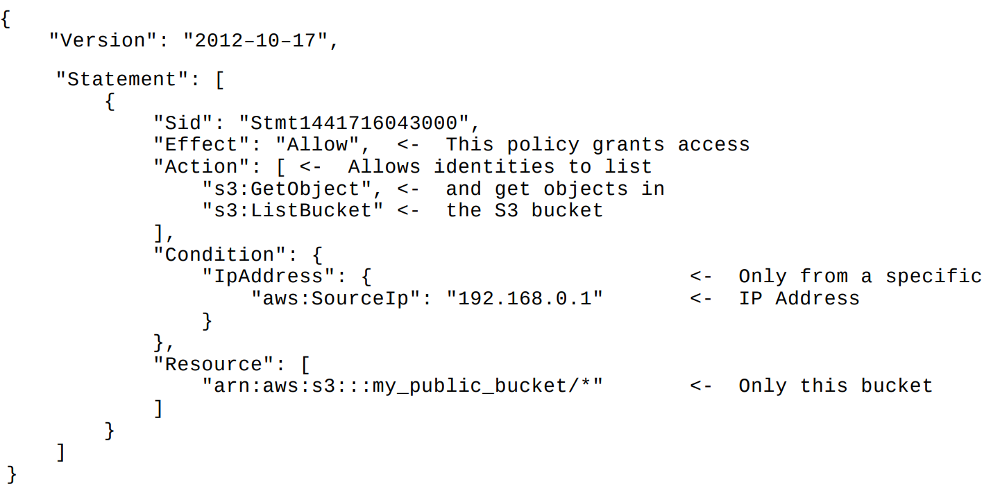 {
    "Version": "2012–10–17",
    "Statement": [
        {
            "Sid": "Stmt1441716043000",
            "Effect": "Allow",  <-  This policy grants access
            "Action": [ <-  Allows identities to list
                "s3:GetObject", <-  and get objects in
                "s3:ListBucket" <-  the S3 bucket
            ],
            "Condition": {
                "IpAddress": {                          <-  Only from a specific
                    "aws:SourceIp": "192.168.0.1"       <-  IP Address
                }
            },
            "Resource": [
                "arn:aws:s3:::my_public_bucket/*"       <-  Only this bucket
            ]
        }
    ]
}